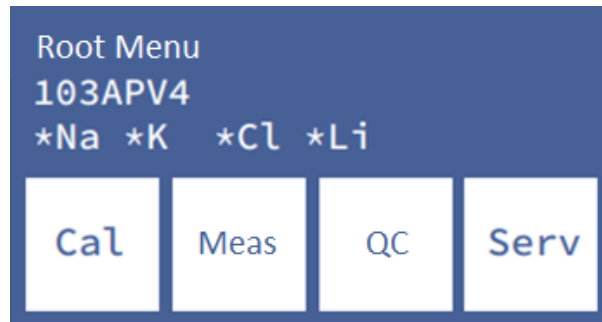 Root Menu
103APV4
*Na *K *Cl *Li
Cal Meas QC Serv